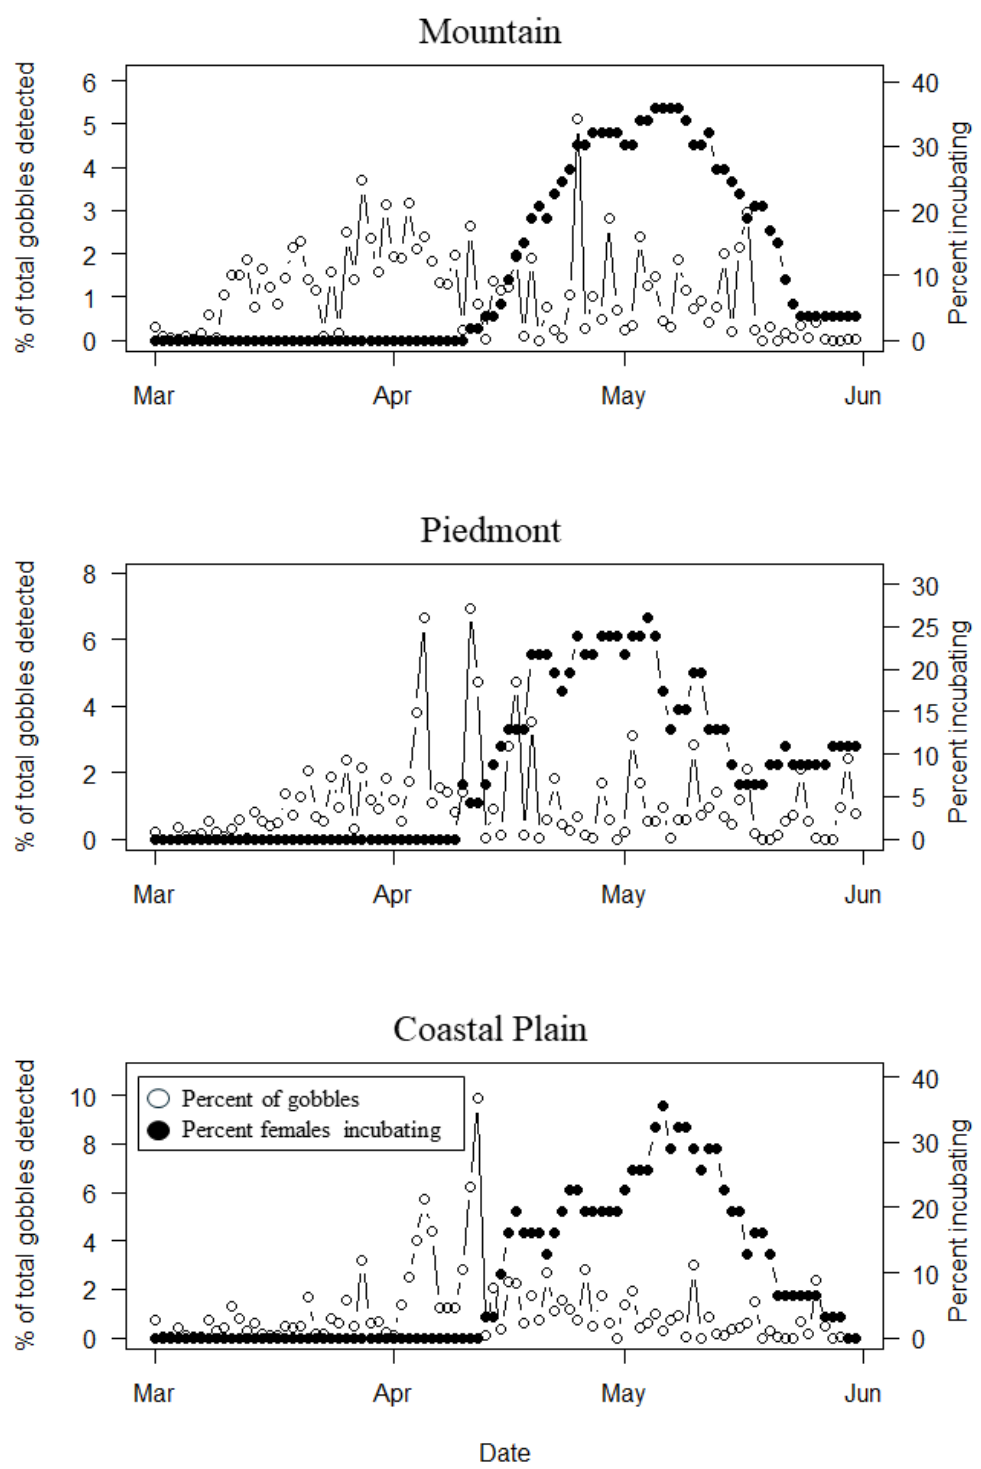 Mountain
% of total gobbles detected
6
5
4
3
2
1
0
40
30
20
10
0
Percent incubating
Mar Apr May Jun
Piedmont
% of total gobbles detected
8
6
4
2
0
30
25
20
15
10
5
0
Percent incubating
Mar Apr May Jun
Coastal Plain
% of total gobbles detected
10
8
6
4
2
0
Percent of gobbles
Percent females incubating
40
30
20
10
0
Percent incubating
Mar Apr May Jun
Date